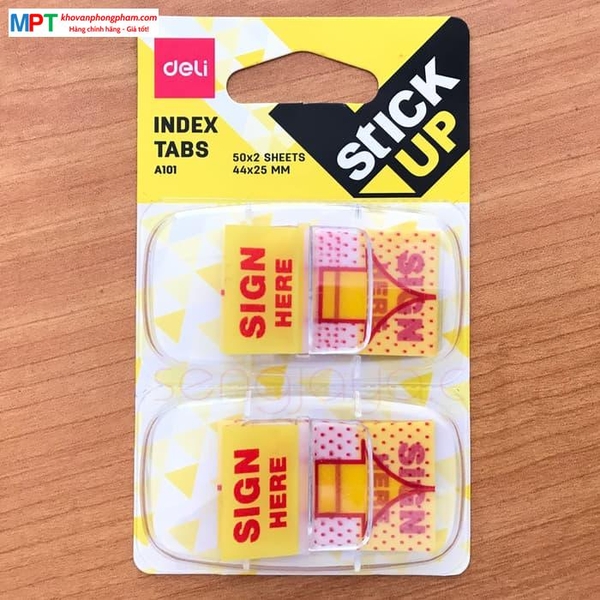 MPT khovanphongpham.com
Hàng chính hãng - Giá tốt!
deli
INDEX
TABS
A101
50x2 SHEETS
44x25 MM
STICK
UP
SIGN
HERE
SIGN
HERE
SIGN
HERE
SIGN
HERE